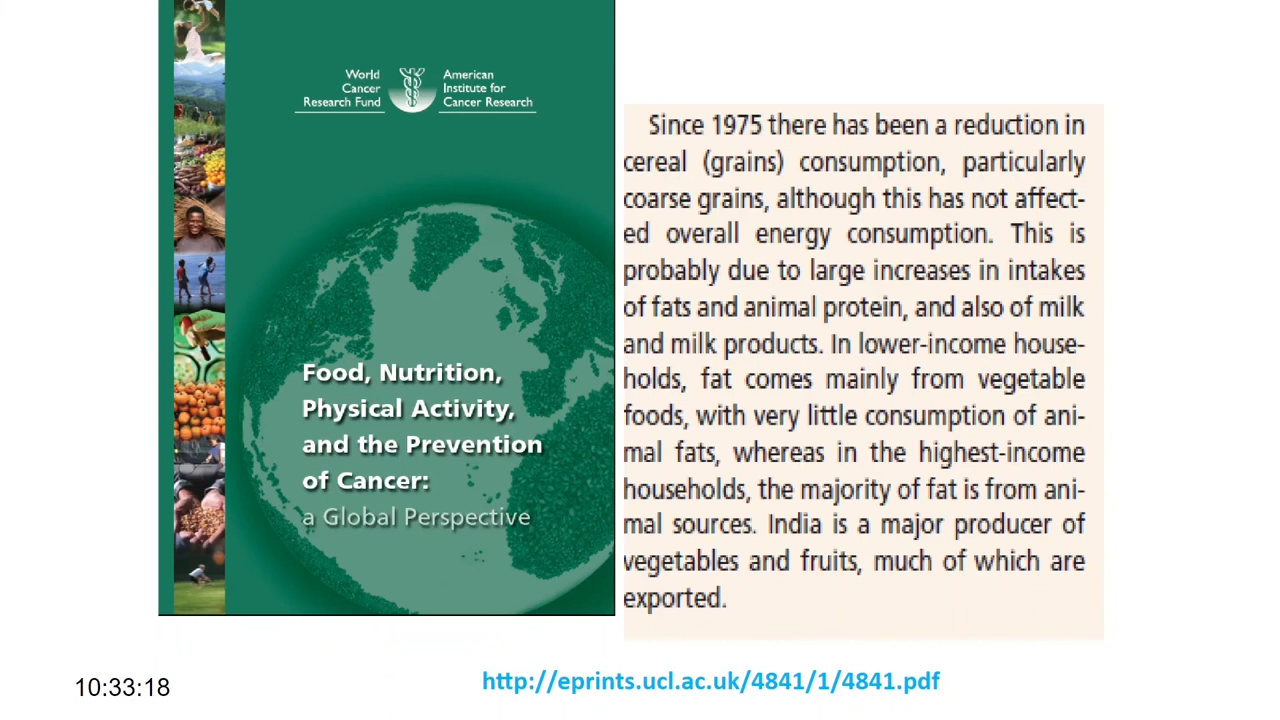 World
Cancer
Research Fund
American
Institute for
Cancer Research
Food, Nutrition,
Physical Activity,
and the Prevention
of Cancer:
a Global Perspective
Since 1975 there has been a reduction in
cereal (grains) consumption, particularly
coarse grains, although this has not affect-
ed overall energy consumption. This is
probably due to large increases in intakes
of fats and animal protein, and also of milk
and milk products. In lower-income house-
holds, fat comes mainly from vegetable
foods, with very little consumption of ani-
mal fats, whereas in the highest-income
households, the majority of fat is from ani-
mal sources. India is a major producer of
vegetables and fruits, much of which are
exported.
10:33:18
http://eprints.ucl.ac.uk/4841/1/4841.pdf